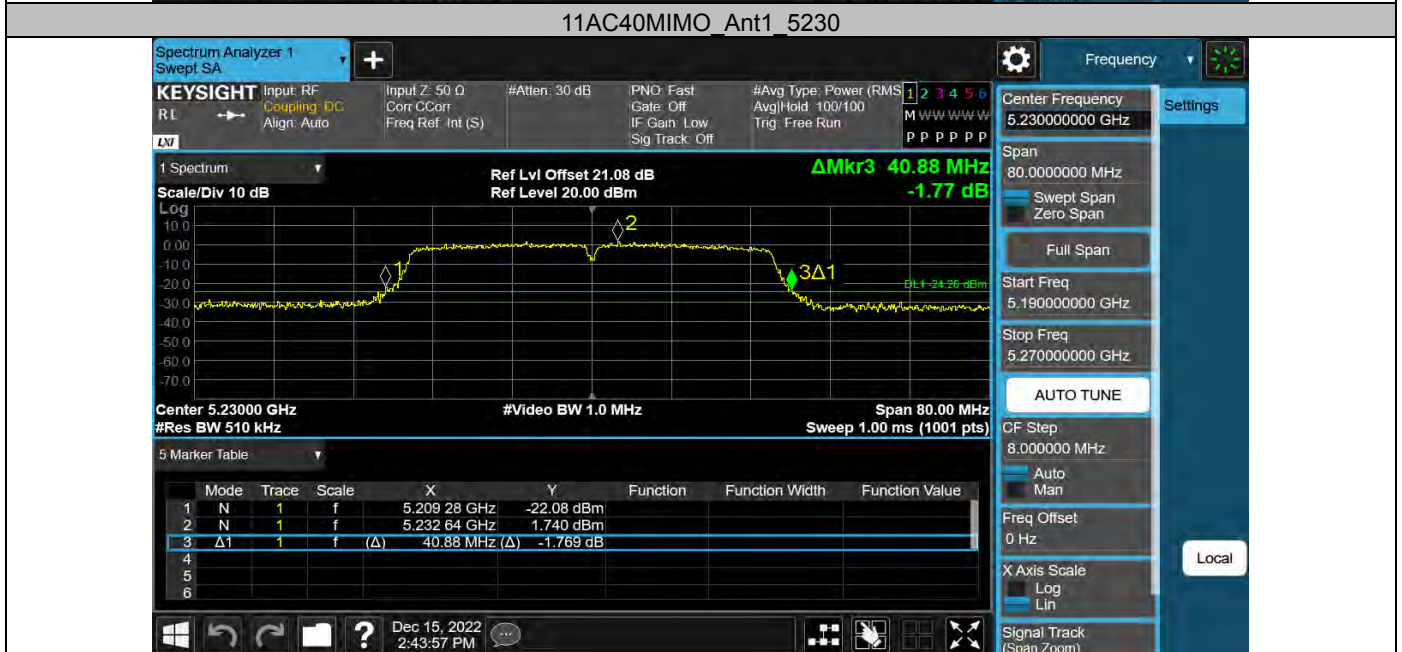 11AC40MIMO_Ant1_5230
Spectrum Analyzer 1
Swept SA
Frequency
KEYSIGHT
RL
LXI
Input: RF
Coupling: DC
Align: Auto
Input Z: 50 Ω
Corr CCorr
Freq Ref: Int (S)
#Atten: 30 dB
PNO: Fast
Gate: Off
IF Gain: Low
Sig Track: Off
#Avg Type: Power (RMS
Avg|Hold: 100/100
Trig: Free Run
1 2 3 4 5 6
M W W W W W
P P P P P P
Center Frequency
5.230000000 GHz
Settings
Span
80.0000000 MHz
Swept Span
Zero Span
Full Span
Start Freq
5.190000000 GHz
Stop Freq
5.270000000 GHz
AUTO TUNE
CF Step
8.000000 MHz
Auto
Man
Freq Offset
0 Hz
X Axis Scale
Log
Lin
Signal Track
(Span Zoom)
Local
1 Spectrum
Scale/Div 10 dB
Ref Lvl Offset 21.08 dB
Ref Level 20.00 dBm
ΔMkr3 40.88 MHz
-1.77 dB
Log
10.0
0.00
-10.0
-20.0
-30.0
-40.0
-50.0
-60.0
-70.0
1
2
3Δ1
DL1 -24.26 dBm
Center 5.23000 GHz
#Video BW 1.0 MHz
Span 80.00 MHz
#Res BW 510 kHz
Sweep 1.00 ms (1001 pts)
5 Marker Table
Mode Trace Scale X Y Function Function Width Function Value
1 N 1 f 5.209 28 GHz -22.08 dBm
2 N 1 f 5.232 64 GHz 1.740 dBm
3 Δ1 1 f (Δ) 40.88 MHz (Δ) -1.769 dB
4
5
6
?
Dec 15, 2022
2:43:57 PM